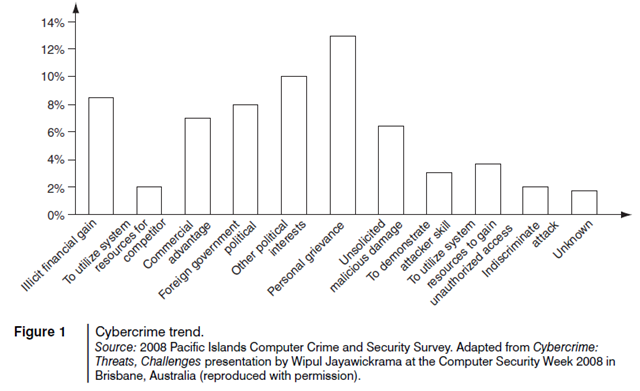 14%
12%
10%
8%
6%
4%
2%
0%
Illicit financial gain
To utilize system
resources for
competitor
Commercial
advantage
Foreign government
political
Other political
interests
Personal grievance
Unsolicited
malicious damage
To demonstrate
attacker skill
To utilize system
resources to gain
unauthorized access
Indiscriminate
attack
Unknown
Figure 1 Cybercrime trend.
Source: 2008 Pacific Islands Computer Crime and Security Survey. Adapted from Cybercrime:
Threats, Challenges presentation by Wipul Jayawickrama at the Computer Security Week 2008 in
Brisbane, Australia (reproduced with permission).